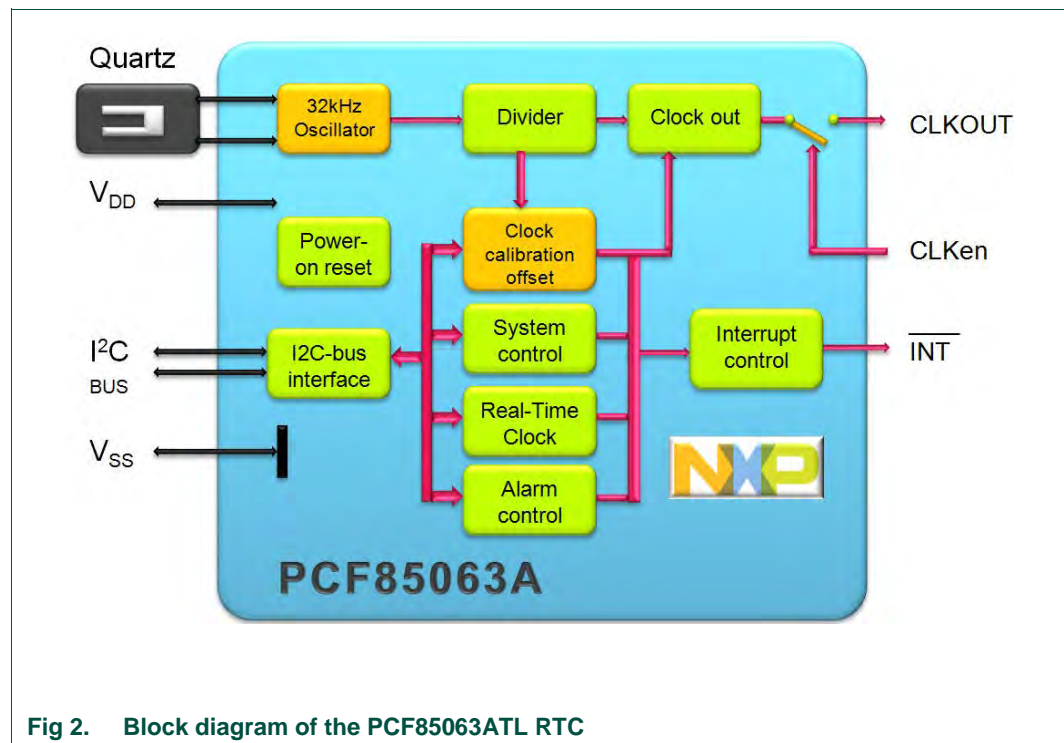 Quartz
32kHz
Oscillator
Divider
Clock out
CLKOUT
V_DD
Power-
on reset
Clock
calibration
offset
CLKen
I²C
BUS
I2C-bus
interface
System
control
Interrupt
control
INT
Real-Time
Clock
V_SS
NXP
Alarm
control
PCF85063A
Fig 2. Block diagram of the PCF85063ATL RTC